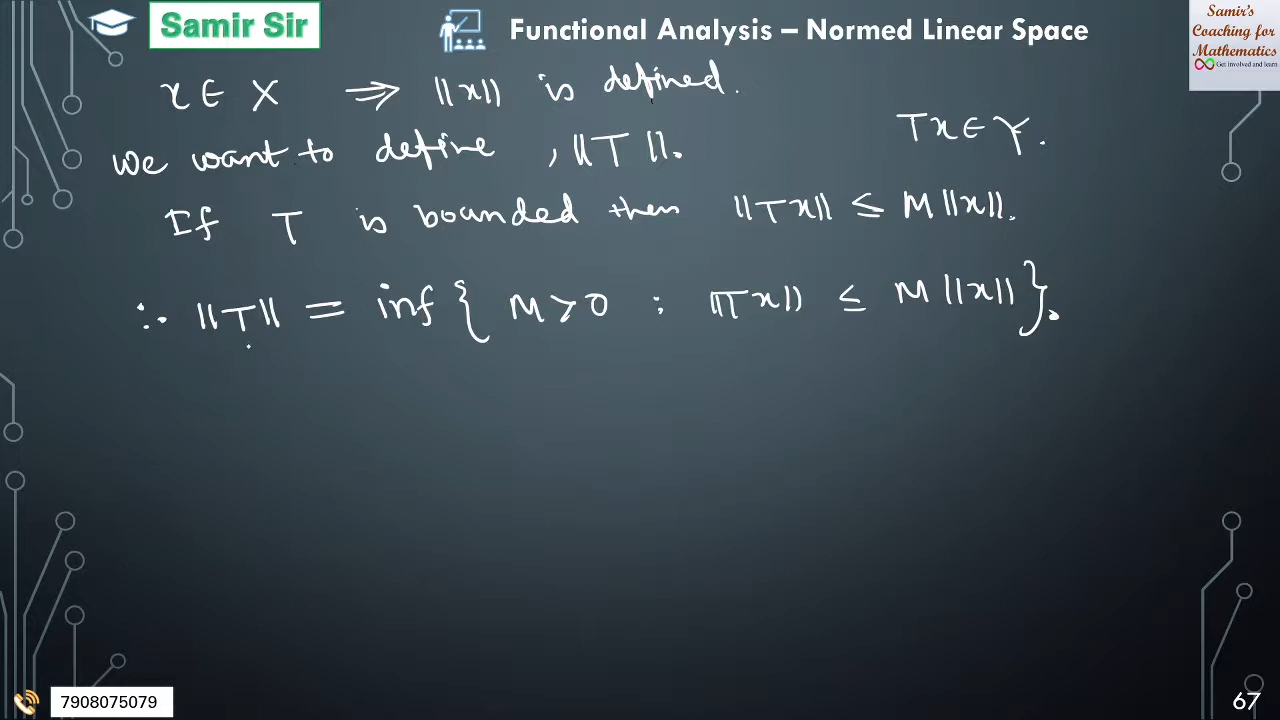 Samir Sir
Functional Analysis – Normed Linear Space
Samir's
Coaching for
Mathematics
Get involved and learn
x ∈ X ⇒ ||x|| is defined.
We want to define , ||T||.
Tx ∈ Y.
If T is bounded then ||Tx|| ≤ M ||x||.
∴ ||T|| = inf { M > 0 : ||Tx|| ≤ M ||x|| }.
7908075079
67